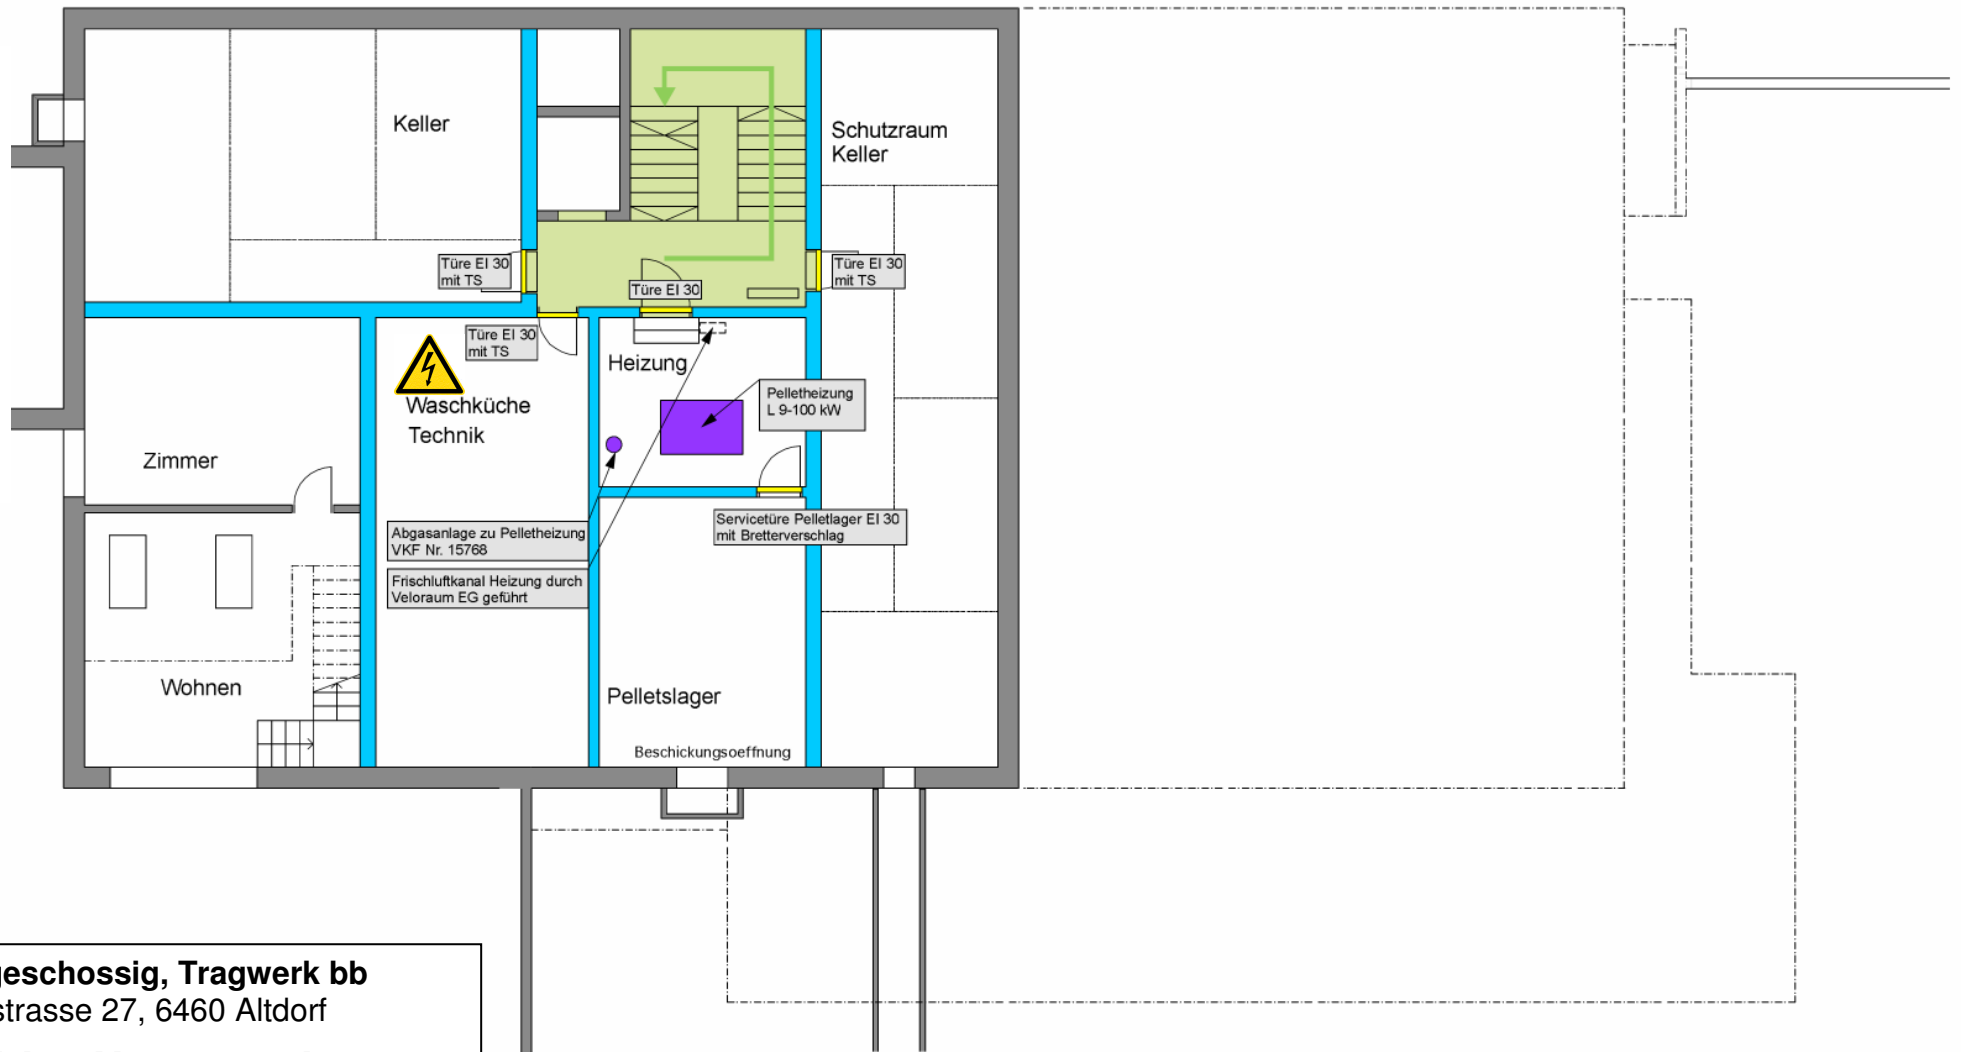 Keller
Schutzraum
Keller
Türe EI 30
mit TS
Türe EI 30
Türe EI 30
mit TS
Türe EI 30
mit TS
Heizung
Waschküche
Technik
Pelletheizung
L 9-100 kW
Zimmer
Abgasanlage zu Pelletheizung
VKF Nr. 15768
Servicetüre Pelletlager EI 30
mit Bretterverschlag
Frischluftkanal Heizung durch
Veloraum EG geführt
Wohnen
Pelletslager
Beschickungsoeffnung
geschossig, Tragwerk bb
strasse 27, 6460 Altdorf